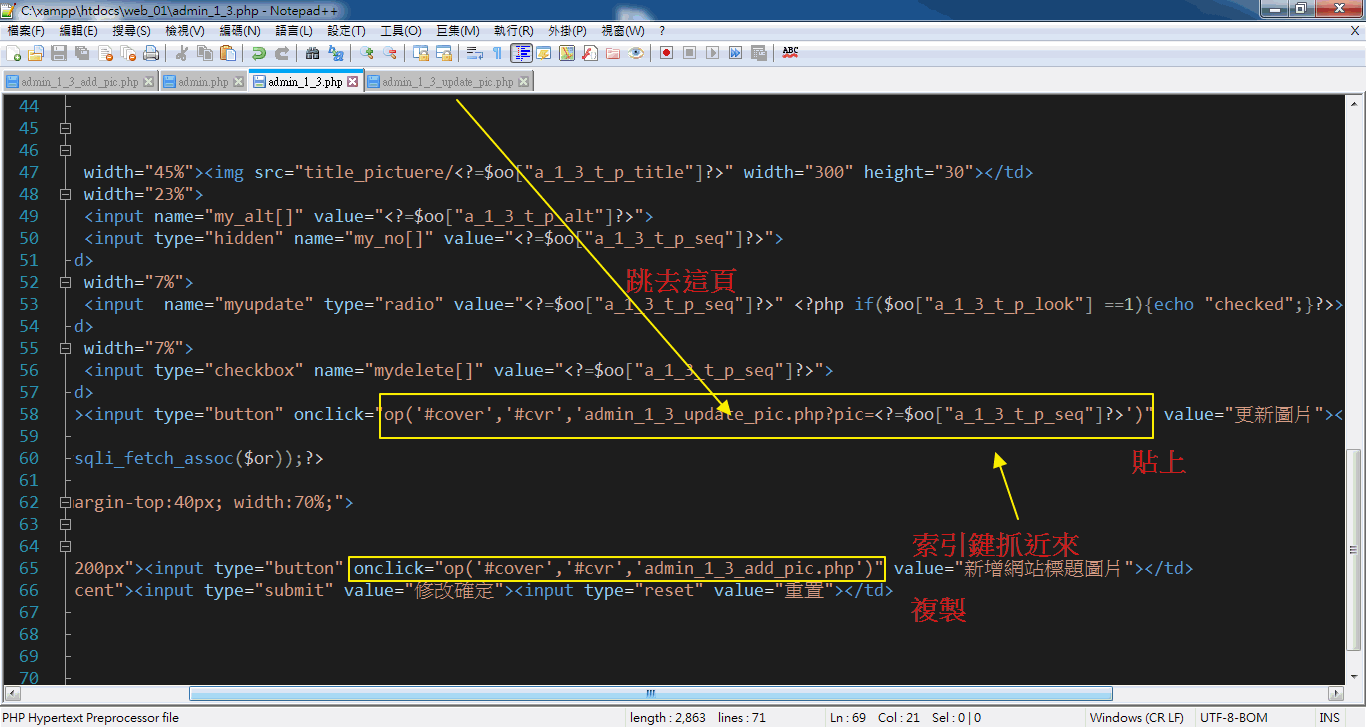 C:\xampp\htdocs\web_01\admin_1_3.php - Notepad++
檔案(F) 編輯(E) 搜尋(S) 檢視(V) 編碼(N) 語言(L) 設定(T) 工具(O) 巨集(M) 執行(R) 外掛(P) 視窗(W) ? X
ABC
admin_1_3_add_pic.php admin.php admin_1_3.php admin_1_3_update_pic.php
44
45
46
47 width="45%"><img src="title_pictuere/<?=$oo["a_1_3_t_p_title"]?>" width="300" height="30"></td>
48 width="23%">
49 <input name="my_alt[]" value="<?=$oo["a_1_3_t_p_alt"]?>">
50 <input type="hidden" name="my_no[]" value="<?=$oo["a_1_3_t_p_seq"]?>">
51 d>
52 width="7%">
跳去這頁
53 <input  name="myupdate" type="radio" value="<?=$oo["a_1_3_t_p_seq"]?>" <?php if($oo["a_1_3_t_p_look"] ==1){echo "checked";}?>>
54 d>
55 width="7%">
56 <input type="checkbox" name="mydelete[]" value="<?=$oo["a_1_3_t_p_seq"]?>">
57 d>
58 ><input type="button" onclick="op('#cover','#cvr','admin_1_3_update_pic.php?pic=<?=$oo["a_1_3_t_p_seq"]?>')" value="更新圖片"><
59
60 sqli_fetch_assoc($or));?>
貼上
61
62 argin-top:40px; width:70%;">
63
64
索引鍵抓近來
65 200px"><input type="button" onclick="op('#cover','#cvr','admin_1_3_add_pic.php')" value="新增網站標題圖片"></td>
66 cent"><input type="submit" value="修改確定"><input type="reset" value="重置"></td>
複製
67
68
69
70
PHP Hypertext Preprocessor file length : 2,863 lines : 71 Ln : 69 Col : 21 Sel : 0 | 0 Windows (CR LF) UTF-8-BOM INS